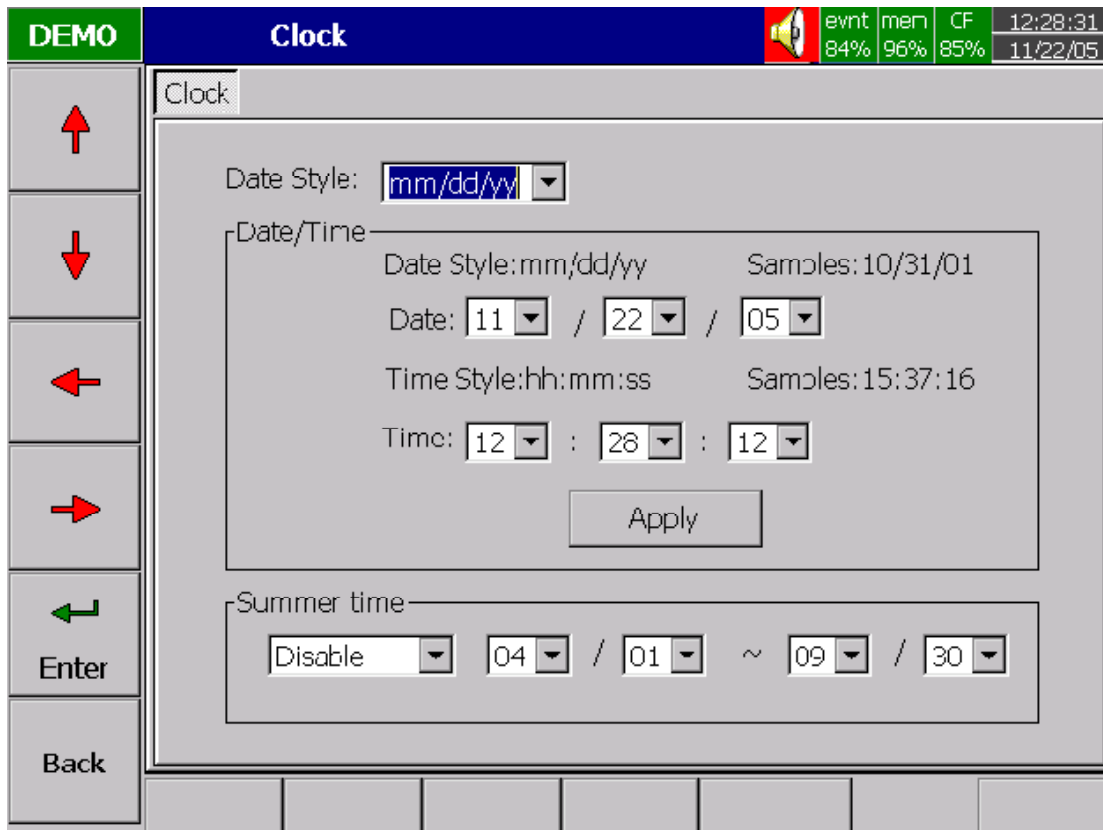 DEMO Clock evnt mem CF 12:28:31
84% 96% 85% 11/22/05
Clock
Date Style: mm/dd/yy
Date/Time
Date Style:mm/dd/yy Samples:10/31/01
Date: 11 / 22 / 05
Time Style:hh:mm:ss Samples:15:37:16
Time: 12 : 28 : 12
Apply
Summer time
Disable 04 / 01 ~ 09 / 30
Enter
Back